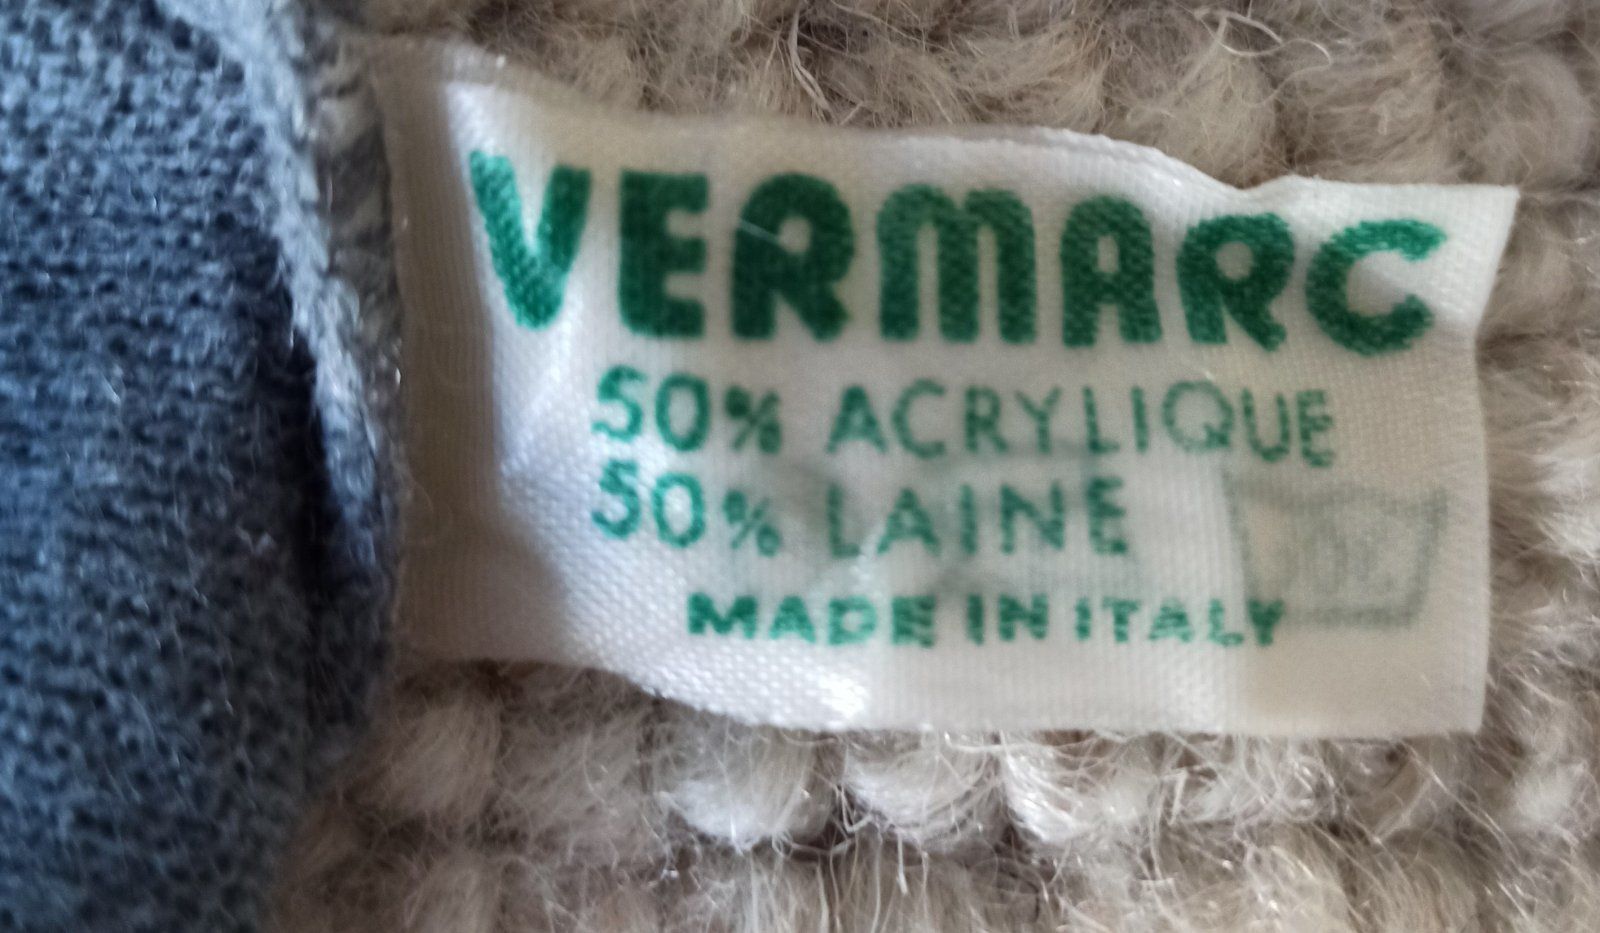 VERMARC
50% ACRYLIQUE
50% LAINE
MADE IN ITALY